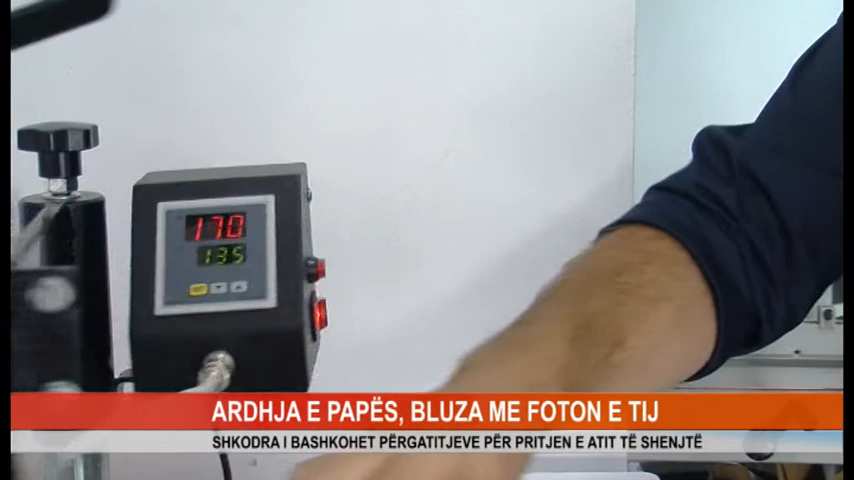 170
135
ARDHJA E PAPËS, BLUZA ME FOTON E TIJ
SHKODRA I BASHKOHET PËRGATITJEVE PËR PRITJEN E ATIT TË SHENJTË